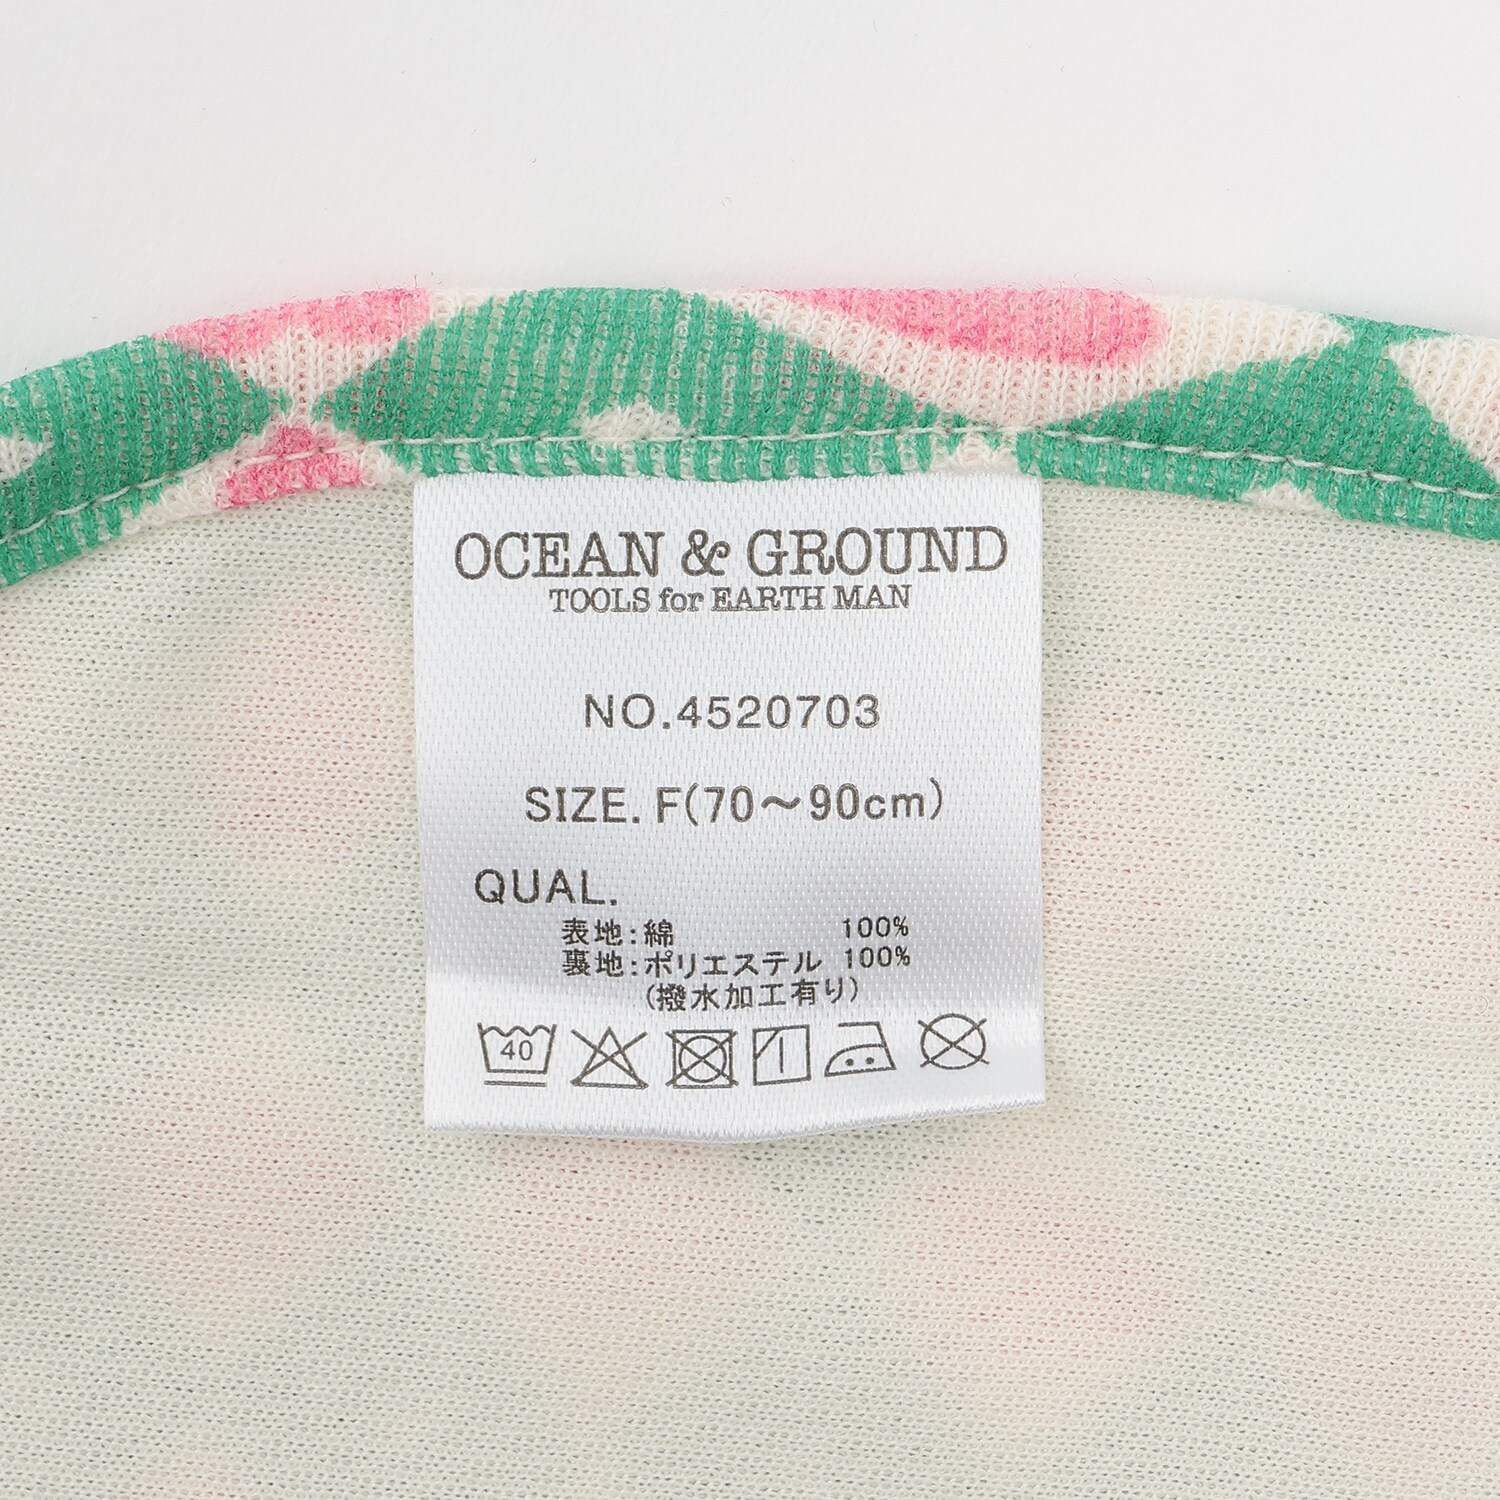 OCEAN & GROUND
TOOLS for EARTH MAN
NO.4520703
SIZE. F(70～90cm)
QUAL.
表地：綿 100%
裏地：ポリエステル 100%
(撥水加工有り)
40